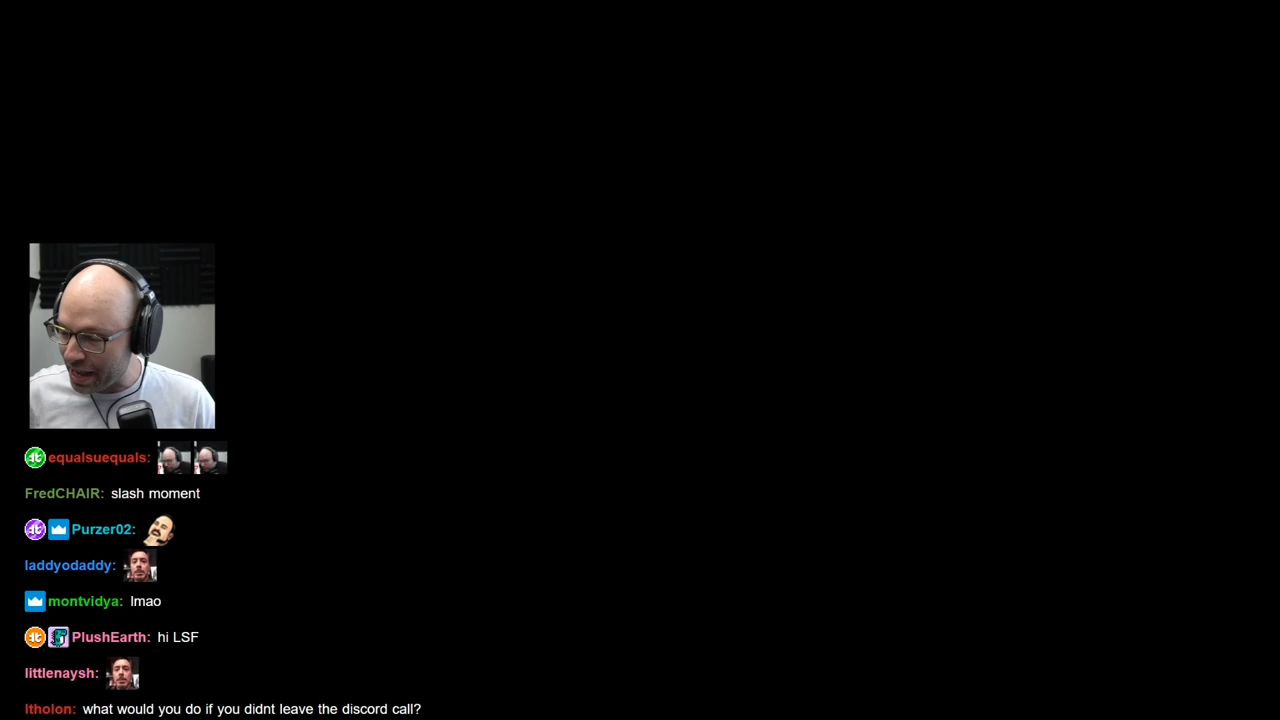 equalsuequals:
FredCHAIR: slash moment
Purzer02:
laddyodaddy:
montvidya: lmao
PlushEarth: hi LSF
littlenaysh:
ltholon: what would you do if you didnt leave the discord call?